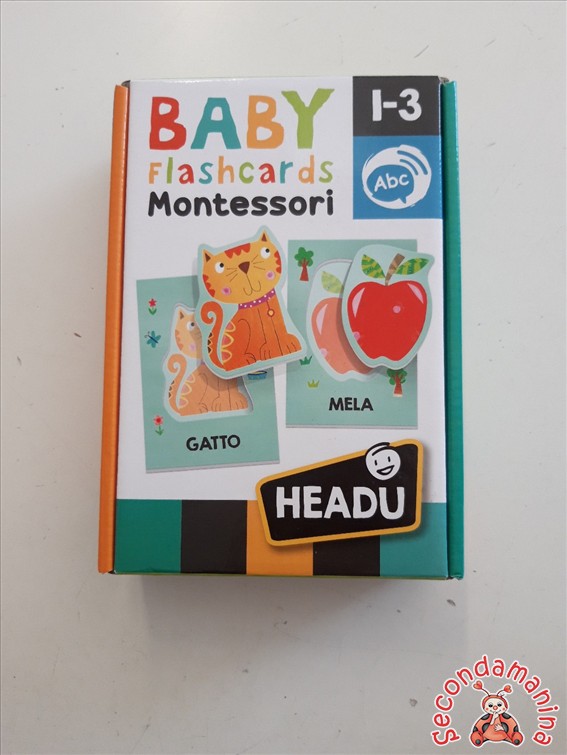 BABY
Flashcards
Montessori
1-3
Abc
GATTO
MELA
HEADU
Secondamanina